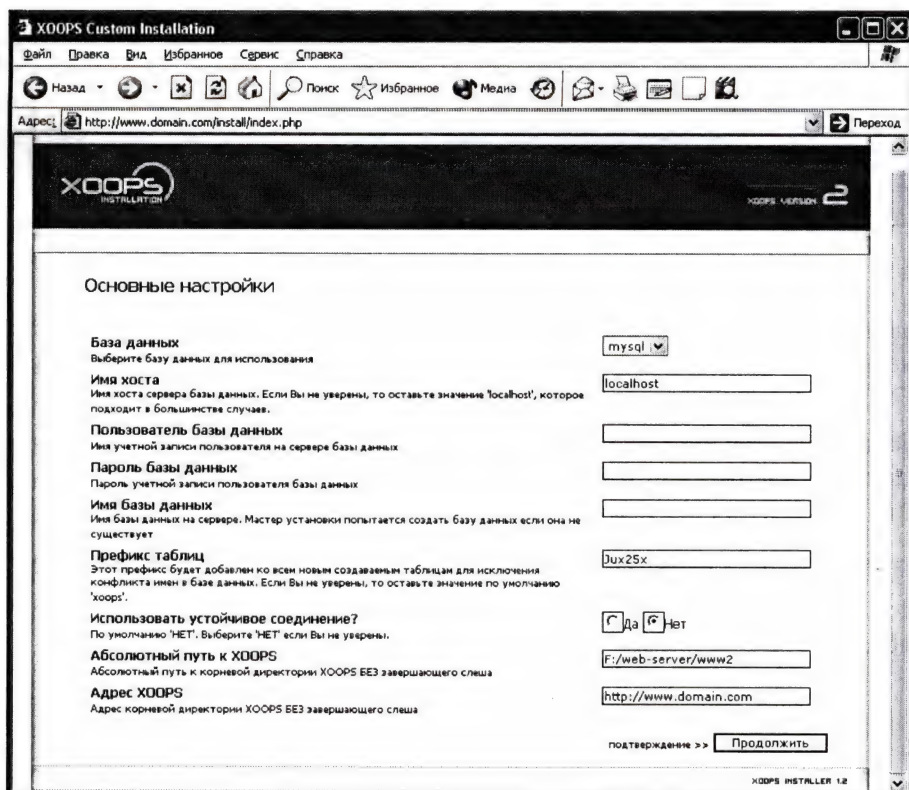 XOOPS Custom Installation
Файл Правка Вид Избранное Сервис Справка
Назад Поиск Избранное Медиа
Адрес: http://www.domain.com/install/index.php Переход
XOOPS
INSTALLATION
XOOPS VERSION 2
Основные настройки
База данных
Выберите базу данных для использования
mysql
Имя хоста
Имя хоста сервера базы данных. Если Вы не уверены, то оставьте значение 'localhost', которое
подходит в большинстве случаев.
localhost
Пользователь базы данных
Имя учетной записи пользователя на сервере базы данных
Пароль базы данных
Пароль учетной записи пользователя базы данных
Имя базы данных
Имя базы данных на сервере. Мастер установки попытается создать базу данных если она не
существует
Префикс таблиц
Этот префикс будет добавлен ко всем новым создаваемым таблицам для исключения
конфликта имен в базе данных. Если Вы не уверены, то оставьте значение по умолчанию
'xoops'.
Jux25x
Использовать устойчивое соединение?
По умолчанию 'НЕТ'. Выберите 'НЕТ' если Вы не уверены.
Да Нет
Абсолютный путь к XOOPS
Абсолютный путь к корневой директории XOOPS БЕЗ завершающего слеша
F:/web-server/www2
Адрес XOOPS
Адрес корневой директории XOOPS БЕЗ завершающего слеша
http://www.domain.com
подтверждение >> Продолжить
XOOPS INSTALLER 1.2